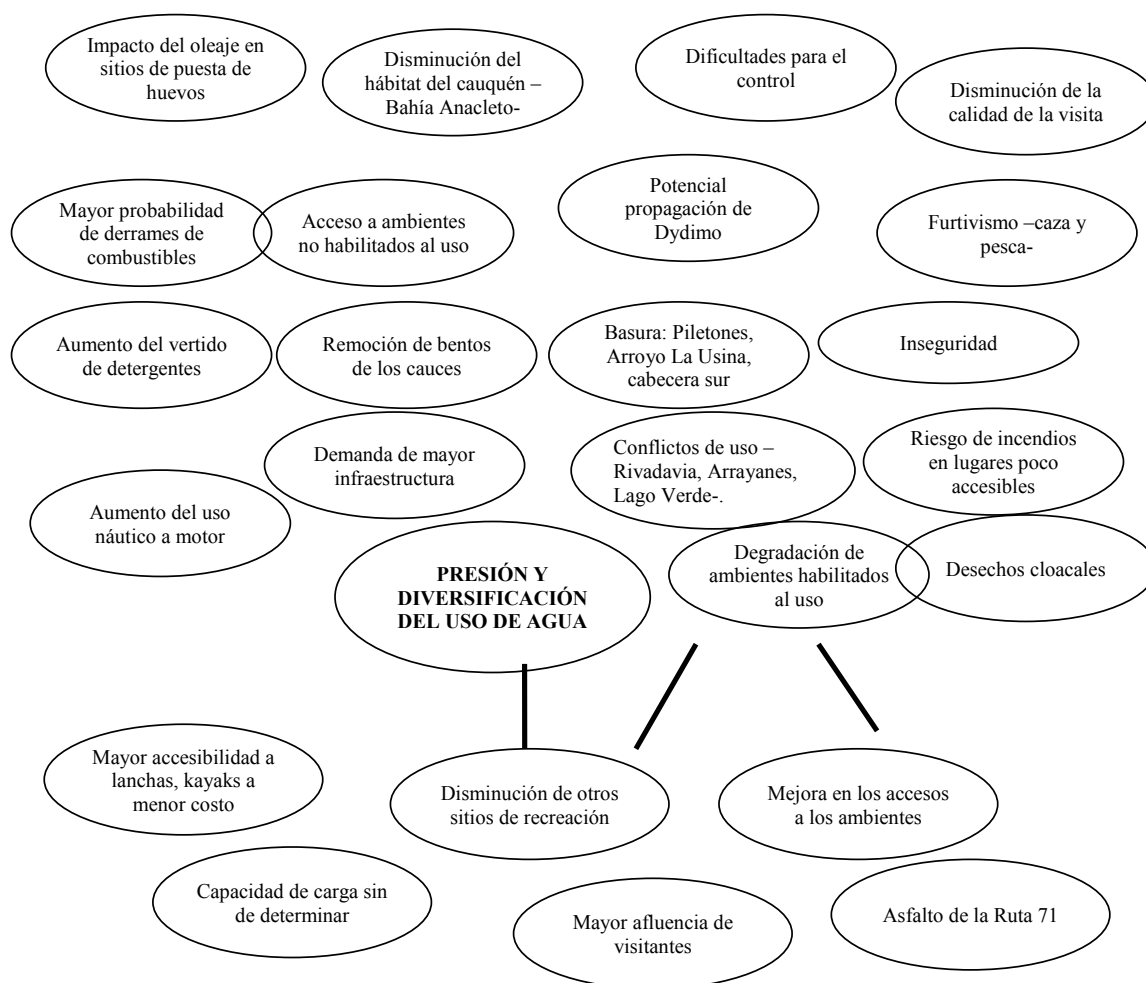 Impacto del oleaje en
sitios de puesta de
huevos
Disminución del
hábitat del cauquén –
Bahía Anacleto-
Dificultades para el
control
Disminución de la
calidad de la visita
Mayor probabilidad
de derrames de
combustibles
Acceso a ambientes
no habilitados al uso
Potencial
propagación de
Dydimo
Furtivismo –caza y
pesca-
Aumento del vertido
de detergentes
Remoción de bentos
de los cauces
Basura: Piletones,
Arroyo La Usina,
cabecera sur
Inseguridad
Demanda de mayor
infraestructura
Conflictos de uso –
Rivadavia, Arrayanes,
Lago Verde-.
Riesgo de incendios
en lugares poco
accesibles
Aumento del uso
náutico a motor
PRESIÓN Y
DIVERSIFICACIÓN
DEL USO DE AGUA
Degradación de
ambientes habilitados
al uso
Desechos cloacales
Mayor accesibilidad a
lanchas, kayaks a
menor costo
Disminución de otros
sitios de recreación
Mejora en los accesos
a los ambientes
Capacidad de carga sin
de determinar
Mayor afluencia de
visitantes
Asfalto de la Ruta 71